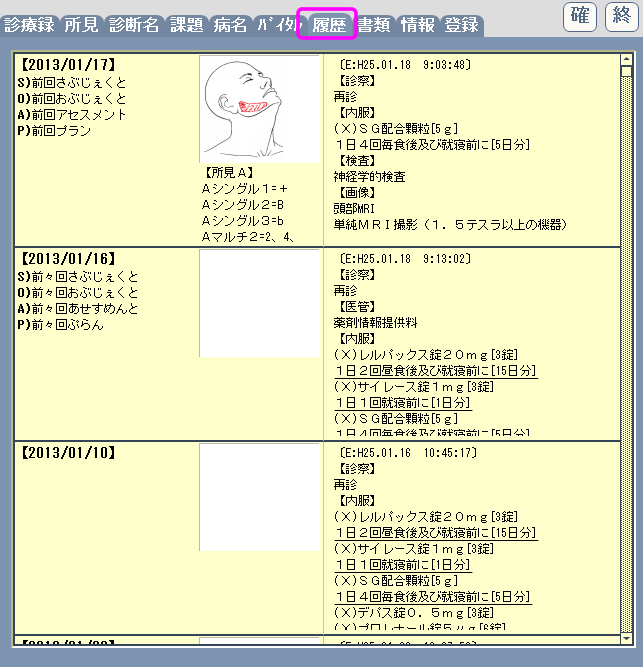 確 終
診療録 所見 診断名 課題 病名 ﾊﾞｲﾀﾙ 履歴 書類 情報 登録
【2013/01/17】
S)前回さぶじぇくと
O)前回おぶじぇくと
A)前回アセスメント
P)前回プラン
【所見A】
Aシングル1=+
Aシングル2=B
Aシングル3=b
Aマルチ2=2、4、
(E:H25.01.18 9:03:48)
【診察】
再診
【内服】
(X)SG配合顆粒[5g]
1日4回毎食後及び就寝前に[5日分]
【検査】
神経学的検査
【画像】
頭部MRI
単純MRI撮影(1.5テスラ以上の機器)
【2013/01/16】
S)前々回さぶじぇくと
O)前々回おぶじぇくと
A)前々回あせすめんと
P)前々回ぷらん
(E:H25.01.18 9:13:02)
【診察】
再診
【医管】
薬剤情報提供料
【内服】
(X)レルパックス錠20mg[3錠]
1日2回昼食後及び就寝前に[15日分]
(X)サイレース錠1mg[3錠]
1日1回就寝前に[1日分]
(X)SG配合顆粒[5g]
1日4回毎食後及び就寝前に[5日分]
【2013/01/10】
(E:H25.01.16 10:45:17)
【診察】
再診
【内服】
(X)レルパックス錠20mg[3錠]
1日2回昼食後及び就寝前に[15日分]
(X)サイレース錠1mg[3錠]
1日1回就寝前に[1日分]
(X)SG配合顆粒[5g]
1日4回毎食後及び就寝前に[5日分]
(X)デパス錠0.5mg[3錠]